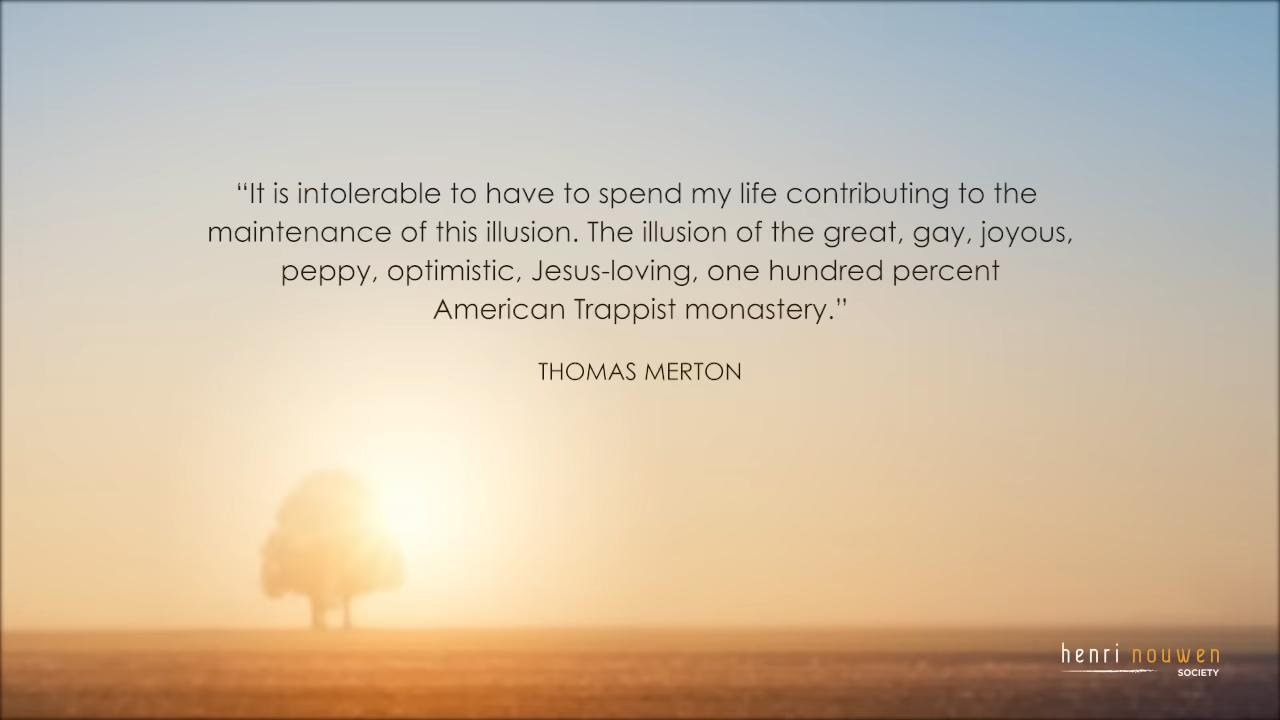 “It is intolerable to have to spend my life contributing to the
maintenance of this illusion. The illusion of the great, gay, joyous,
peppy, optimistic, Jesus-loving, one hundred percent
American Trappist monastery.”
THOMAS MERTON
henri nouwen
SOCIETY